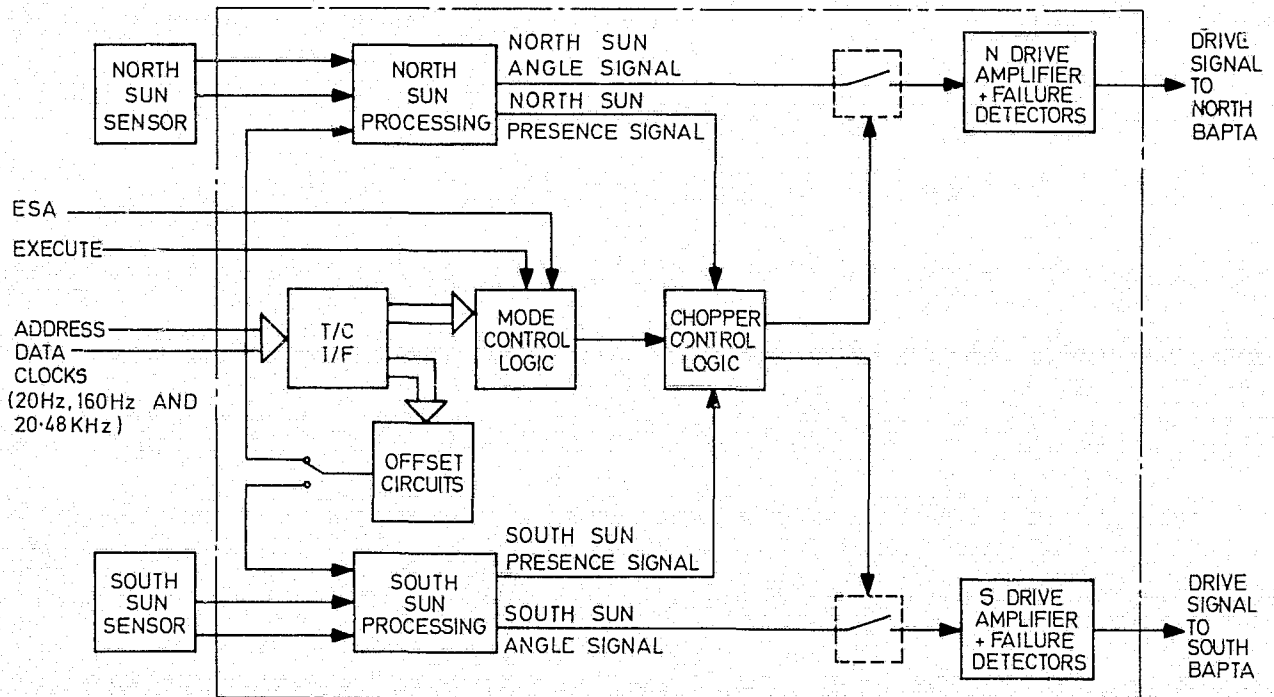 NORTH
SUN
SENSOR
NORTH
SUN
PROCESSING
NORTH SUN
ANGLE SIGNAL
NORTH SUN
PRESENCE SIGNAL
N DRIVE
AMPLIFIER
+ FAILURE
DETECTORS
DRIVE
SIGNAL
TO
NORTH
BAPTA
ESA
EXECUTE
ADDRESS
DATA
CLOCKS
(20Hz, 160Hz AND
20·48KHz)
T/C
I/F
MODE
CONTROL
LOGIC
CHOPPER
CONTROL
LOGIC
OFFSET
CIRCUITS
SOUTH SUN
PRESENCE SIGNAL
SOUTH SUN
ANGLE SIGNAL
SOUTH
SUN
SENSOR
SOUTH
SUN
PROCESSING
S DRIVE
AMPLIFIER
+ FAILURE
DETECTORS
DRIVE
SIGNAL
TO
SOUTH
BAPTA